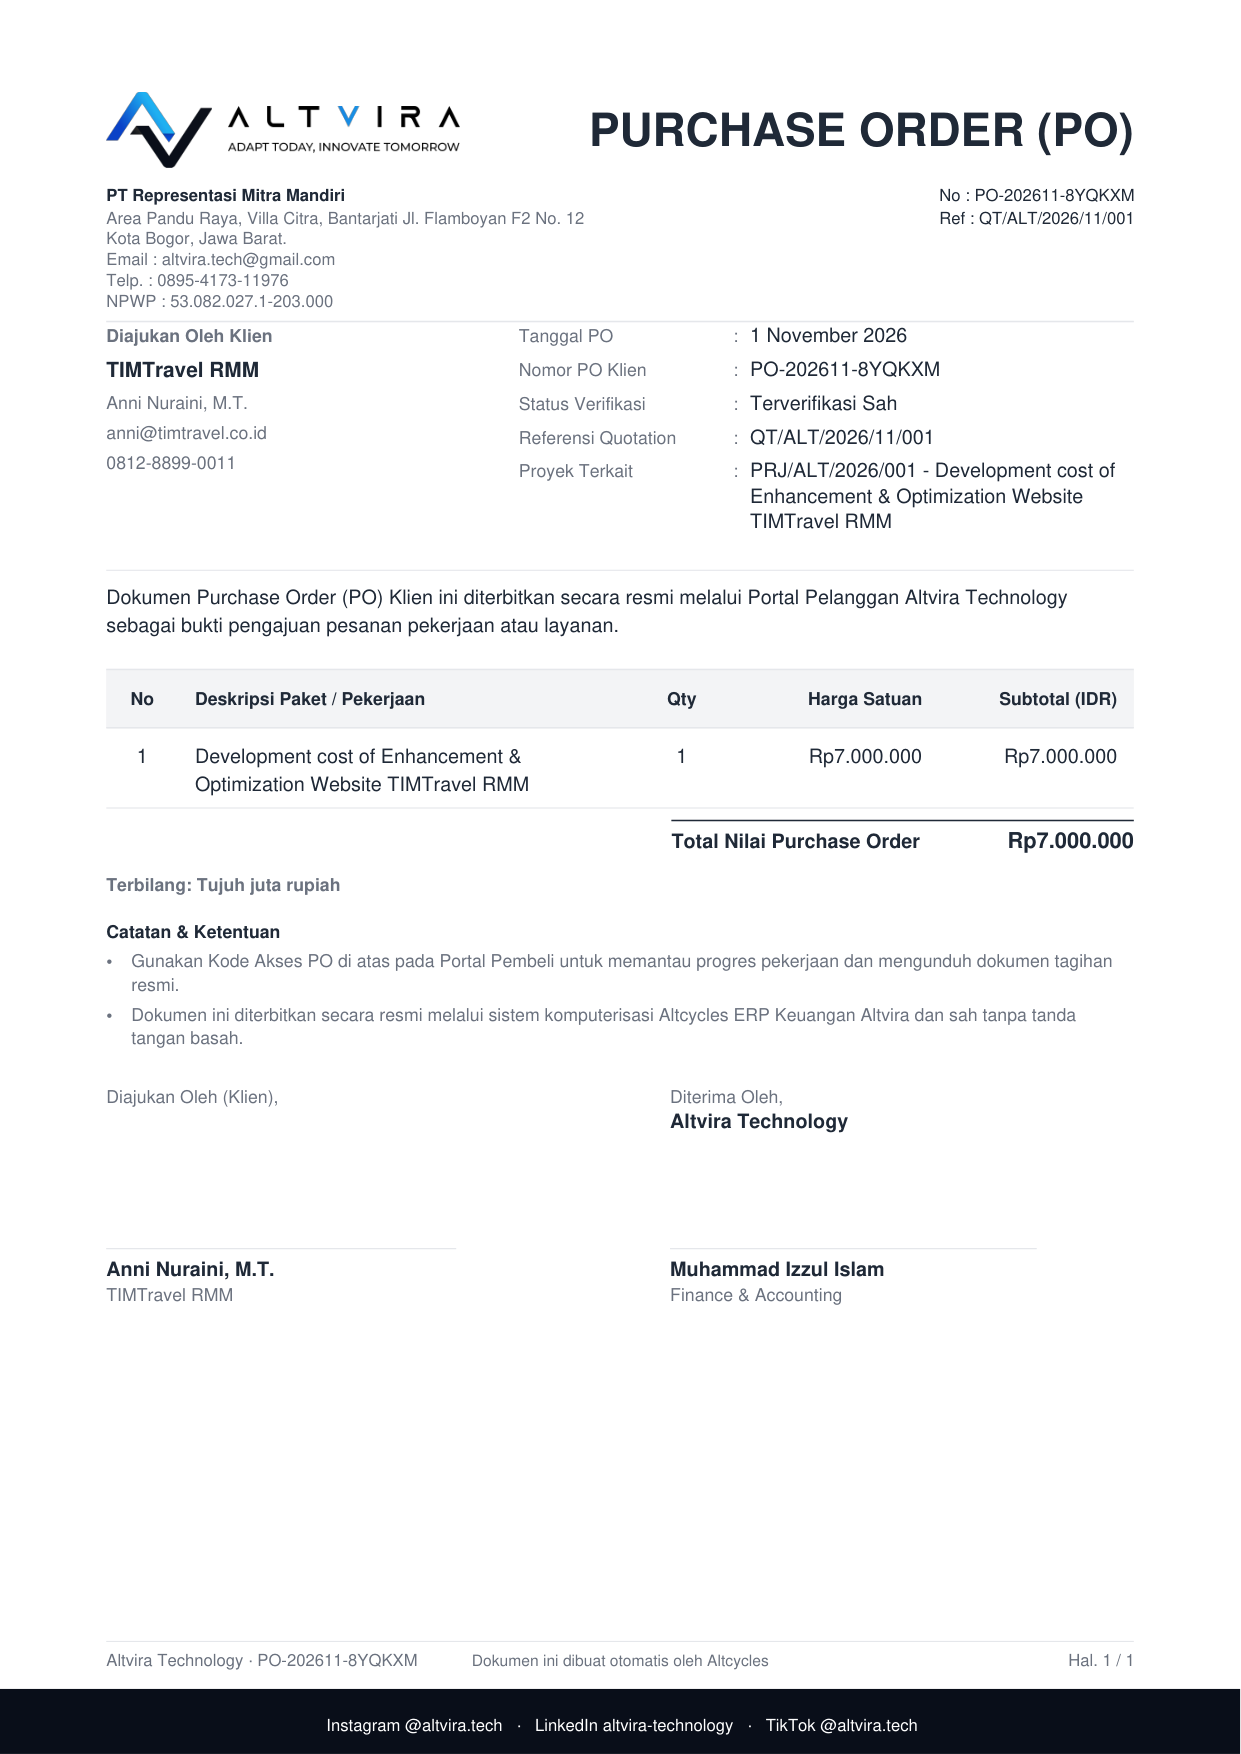 ALTVIRA
ADAPT TODAY, INNOVATE TOMORROW
PURCHASE ORDER (PO)
PT Representasi Mitra Mandiri
Area Pandu Raya, Villa Citra, Bantarjati Jl. Flamboyan F2 No. 12
Kota Bogor, Jawa Barat.
Email : altvira.tech@gmail.com
Telp. : 0895-4173-11976
NPWP : 53.082.027.1-203.000
No : PO-202611-8YQKXM
Ref : QT/ALT/2026/11/001
Diajukan Oleh Klien
TIMTravel RMM
Anni Nuraini, M.T.
anni@timtravel.co.id
0812-8899-0011
Tanggal PO : 1 November 2026
Nomor PO Klien : PO-202611-8YQKXM
Status Verifikasi : Terverifikasi Sah
Referensi Quotation : QT/ALT/2026/11/001
Proyek Terkait : PRJ/ALT/2026/001 - Development cost of
Enhancement & Optimization Website
TIMTravel RMM
Dokumen Purchase Order (PO) Klien ini diterbitkan secara resmi melalui Portal Pelanggan Altvira Technology
sebagai bukti pengajuan pesanan pekerjaan atau layanan.
No Deskripsi Paket / Pekerjaan Qty Harga Satuan Subtotal (IDR)
1 Development cost of Enhancement & 1 Rp7.000.000 Rp7.000.000
Optimization Website TIMTravel RMM
Total Nilai Purchase Order Rp7.000.000
Terbilang: Tujuh juta rupiah
Catatan & Ketentuan
• Gunakan Kode Akses PO di atas pada Portal Pembeli untuk memantau progres pekerjaan dan mengunduh dokumen tagihan
resmi.
• Dokumen ini diterbitkan secara resmi melalui sistem komputerisasi Altcycles ERP Keuangan Altvira dan sah tanpa tanda
tangan basah.
Diajukan Oleh (Klien),
Diterima Oleh,
Altvira Technology
Anni Nuraini, M.T.
TIMTravel RMM
Muhammad Izzul Islam
Finance & Accounting
Altvira Technology · PO-202611-8YQKXM Dokumen ini dibuat otomatis oleh Altcycles Hal. 1 / 1
Instagram @altvira.tech · LinkedIn altvira-technology · TikTok @altvira.tech